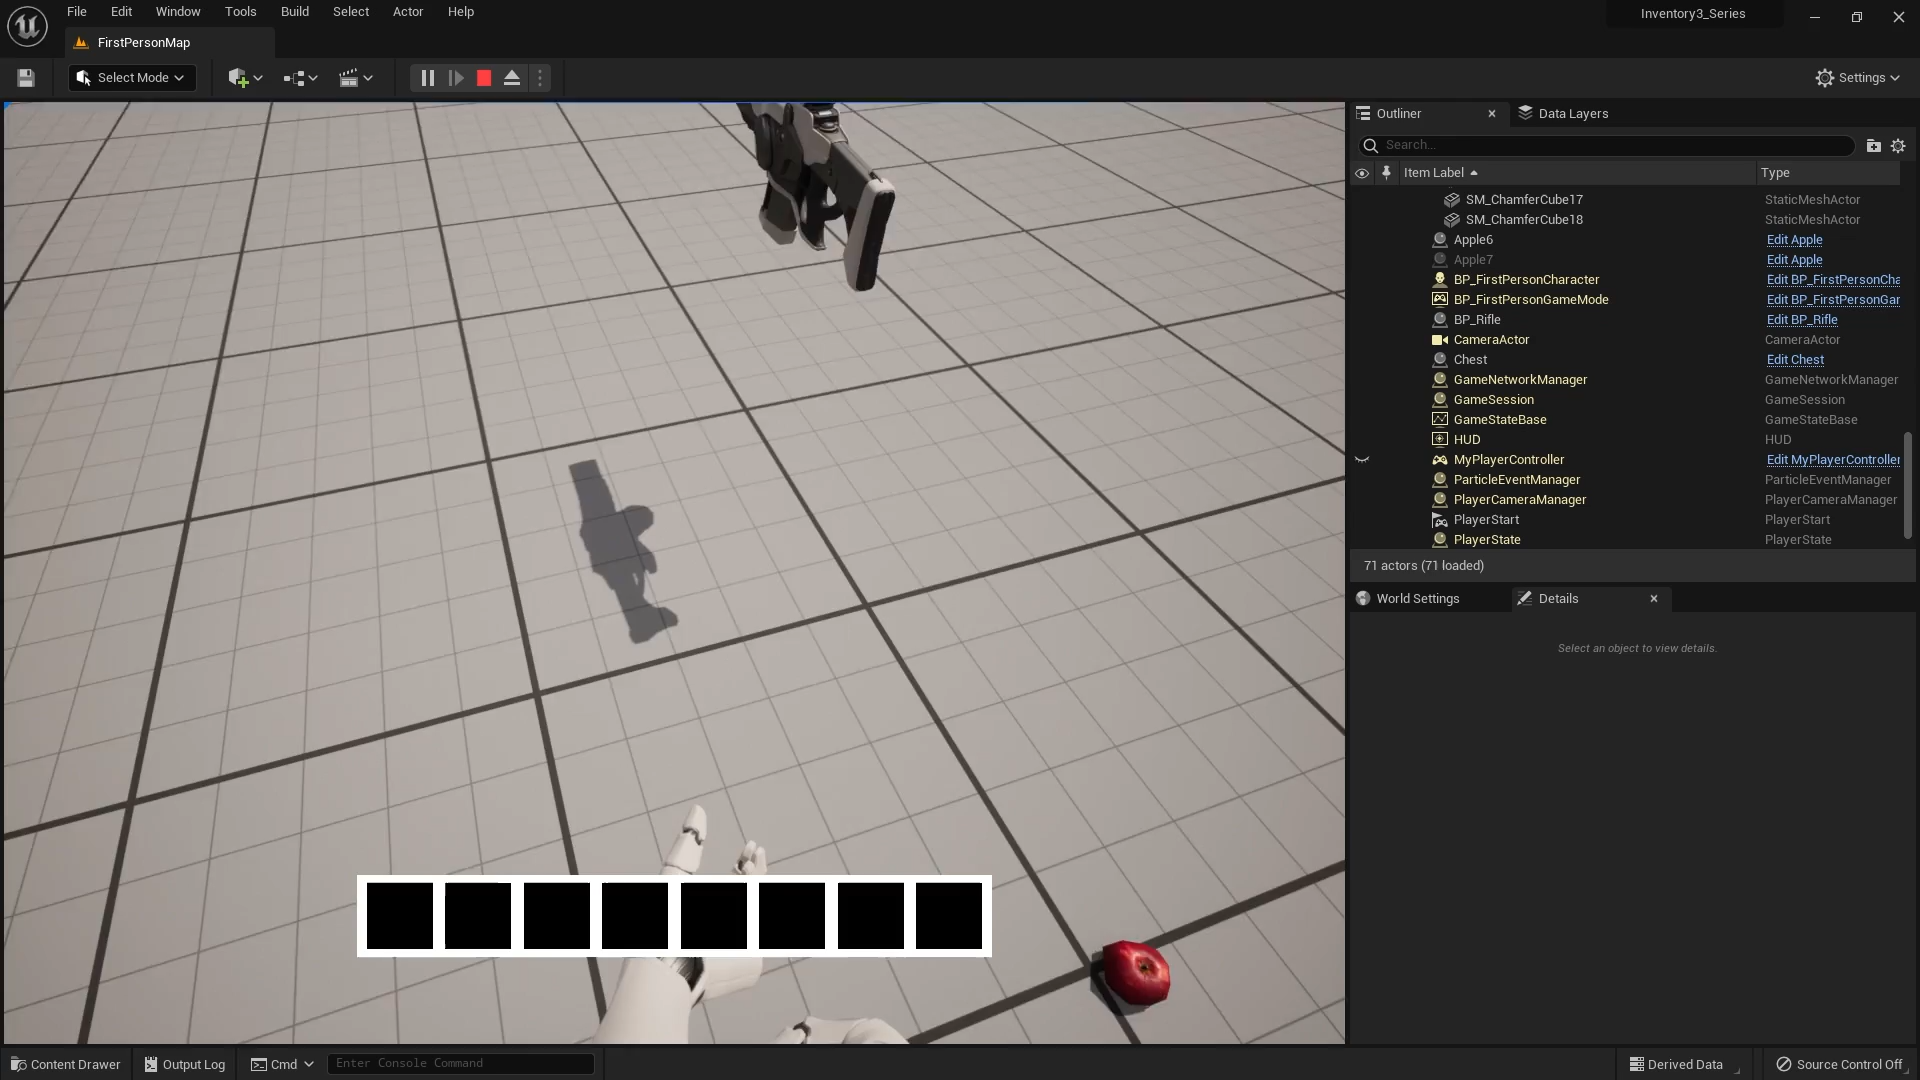 File Edit Window Tools Build Select Actor Help
Inventory3_Series
FirstPersonMap
Select Mode
Settings
Outliner
Data Layers
Search...
Item Label
Type
SM_ChamferCube17 StaticMeshActor
SM_ChamferCube18 StaticMeshActor
Apple6 Edit Apple
Apple7 Edit Apple
BP_FirstPersonCharacter Edit BP_FirstPersonCha
BP_FirstPersonGameMode Edit BP_FirstPersonGar
BP_Rifle Edit BP_Rifle
CameraActor CameraActor
Chest Edit Chest
GameNetworkManager GameNetworkManager
GameSession GameSession
GameStateBase GameStateBase
HUD HUD
MyPlayerController Edit MyPlayerController
ParticleEventManager ParticleEventManager
PlayerCameraManager PlayerCameraManager
PlayerStart PlayerStart
PlayerState PlayerState
71 actors (71 loaded)
World Settings
Details
Select an object to view details.
Content Drawer
Output Log
Cmd
Enter Console Command
Derived Data
Source Control Off